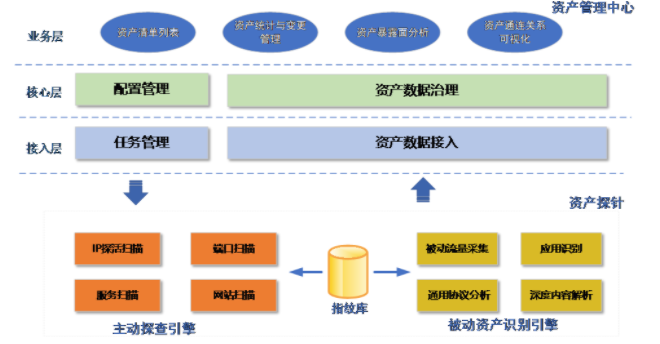 资产管理中心
业务层
资产清单列表
资产统计与变更
管理
资产暴露面分析
资产通连关系
可视化
核心层
配置管理
资产数据治理
接入层
任务管理
资产数据接入
资产探针
IP探活扫描
端口扫描
被动流量采集
应用识别
服务扫描
网站扫描
通用协议分析
深度内容解析
指纹库
主动探查引擎
被动资产识别引擎